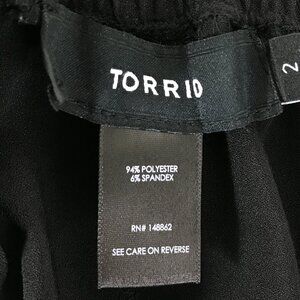 TORRID
2
94% POLYESTER
6% SPANDEX
RN# 148862
SEE CARE ON REVERSE